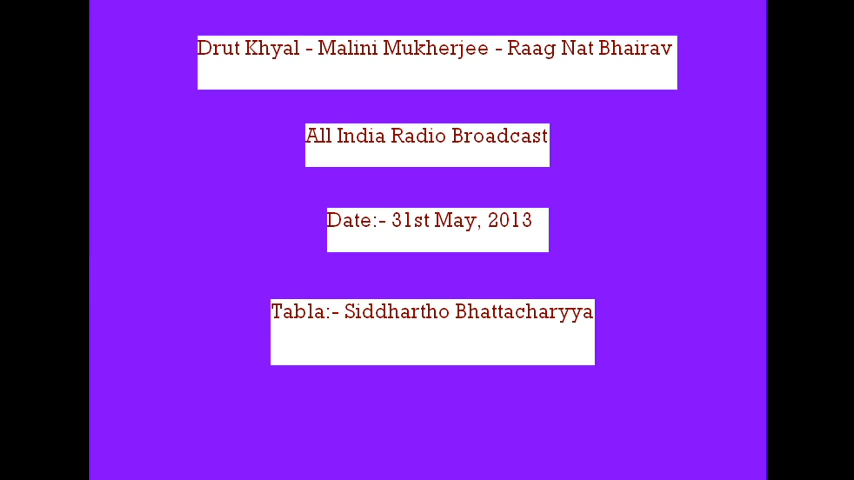 Drut Khyal - Malini Mukherjee - Raag Nat Bhairav
All India Radio Broadcast
Date:- 31st May, 2013
Tabla:- Siddhartho Bhattacharyya